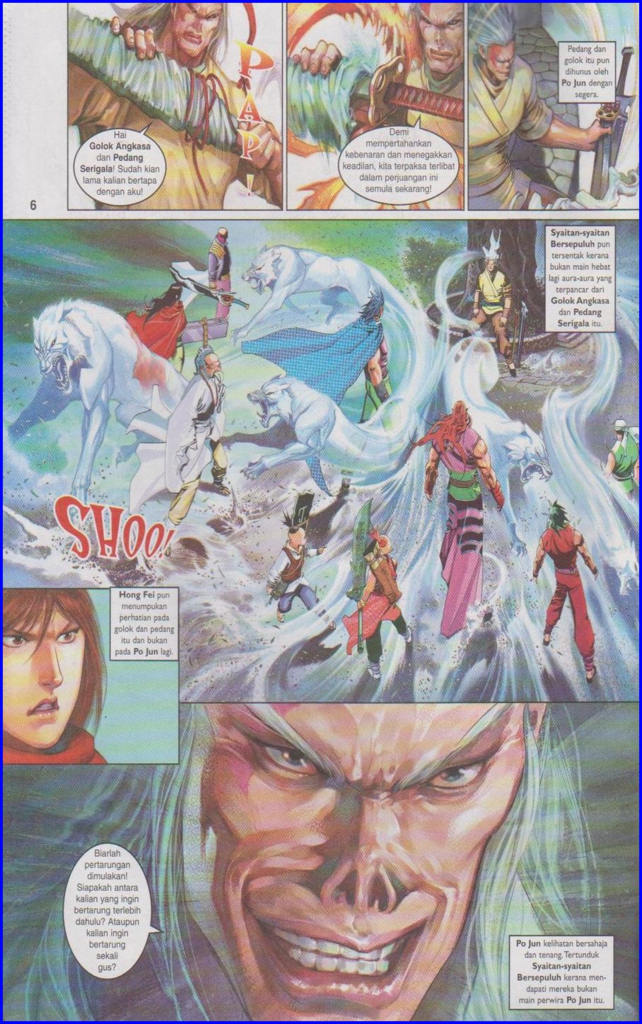 Hai
Golok Angkasa
dan Pedang
Serigala! Sudah kian
lama kalian bertapa
dengan aku!
PAP!
Demi
mempertahankan
kebenaran dan menegakkan
keadilan, kita terpaksa terlibat
dalam perjuangan ini
semula sekarang!
Pedang dan
golok itu pun
dihunus oleh
Po Jun dengan
segera.
6
Syaitan-syaitan
Bersepuluh pun
tersentak kerana
bukan main hebat
lagi aura-aura yang
terpancar dari
Golok Angkasa
dan Pedang
Serigala itu.
SHOO!
Hong Fei pun
menumpukan
perhatian pada
golok dan pedang
itu dan bukan
pada Po Jun lagi.
Biarlah
pertarungan
dimulakan!
Siapakah antara
kalian yang ingin
bertarung terlebih
dahulu? Ataupun
kalian ingin
bertarung
sekali
gus?
Po Jun kelihatan bersahaja
dan tenang. Tertunduk
Syaitan-syaitan
Bersepuluh kerana men-
dapati mereka bukan
main perwira Po Jun itu.